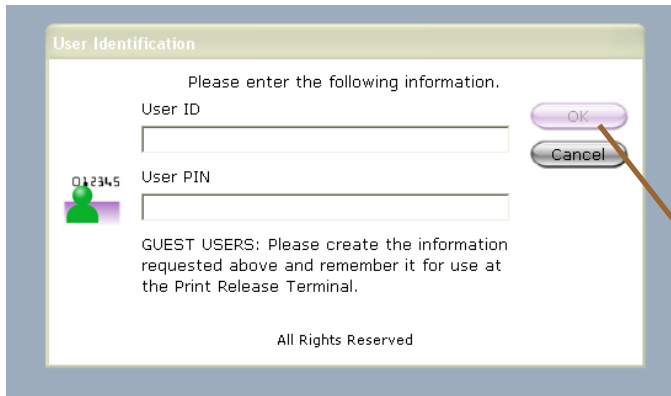 User Identification
Please enter the following information.
User ID
OK
Cancel
012345
User PIN
GUEST USERS: Please create the information
requested above and remember it for use at
the Print Release Terminal.
All Rights Reserved